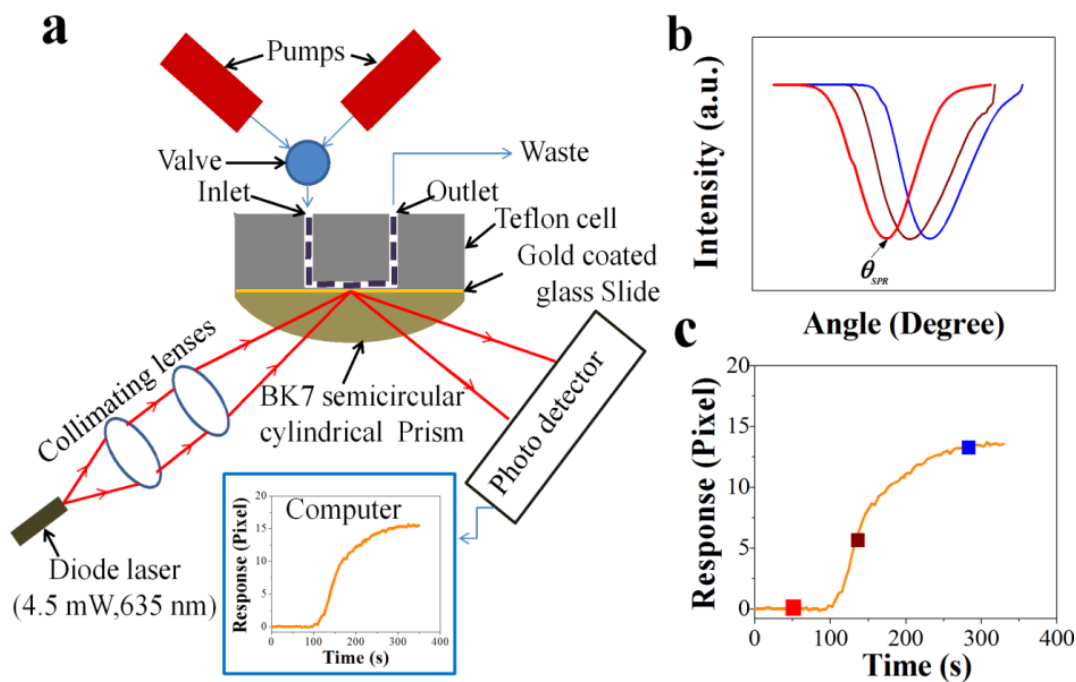 a
Pumps
Valve
Waste
Inlet
Outlet
Teflon cell
Gold coated
glass Slide
Collimating lenses
BK7 semicircular
cylindrical Prism
Photo detector
Diode laser
(4.5 mW,635 nm)
Computer
Response (Pixel)
20
15
10
5
0
0 100 200 300 400
Time (s)
b
Intensity (a.u.)
θSPR
Angle (Degree)
c
Response (Pixel)
20
15
10
5
0
0 100 200 300 400
Time (s)